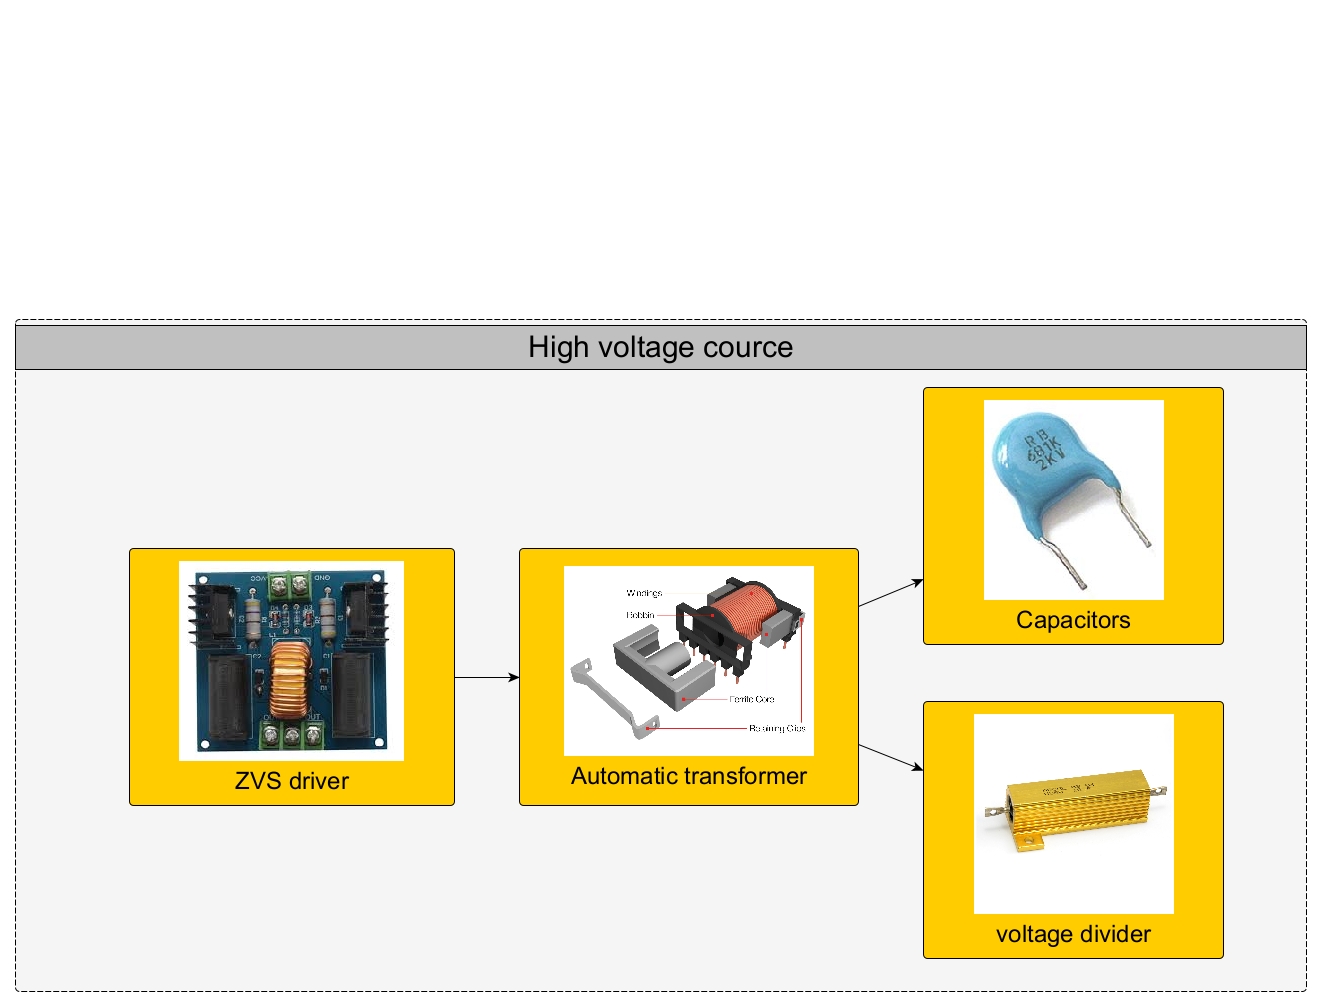 High voltage cource
RB
681K
2KV
Capacitors
VCC
GND
Windings
Bobbin
Ferrite Core
Retaining Clips
OUT
ZVS driver
Automatic transformer
voltage divider